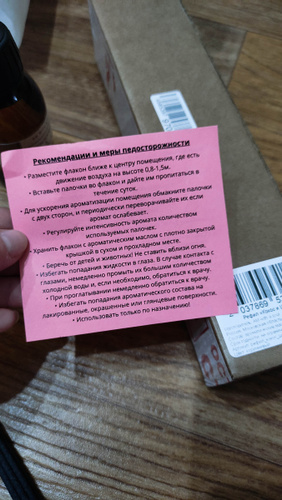 Рекомендации и меры недосторожности
• Разместите флакон ближе к центру помещения, где есть
движение воздуха на высоте 0,8-1,5м.
• Вставьте палочки во флакон и дайте им пропитаться в
течение суток.
• Для ускорения ароматизации помещения обмакните палочки
с двух сторон, и периодически переворачивайте их если
аромат ослабевает.
• Регулируйте интенсивность аромата количеством
используемых палочек.
• Хранить флакон с ароматическим маслом с плотно закрытой
крышкой в сухом и прохладном месте.
• Беречь от детей и животных! Не ставить вблизи огня.
• Избегать попадания жидкости в глаза. В случае контакта с
глазами, немедленно промыть их большим количеством
холодной воды и, если необходимо, обратиться к врачу.
• При проглатывании немедленно обратиться к врачу.
• Избегать попадания ароматического состава на
лакированные, окрашенные или глянцевые поверхности.
• Использовать только по назначению!
2 037869